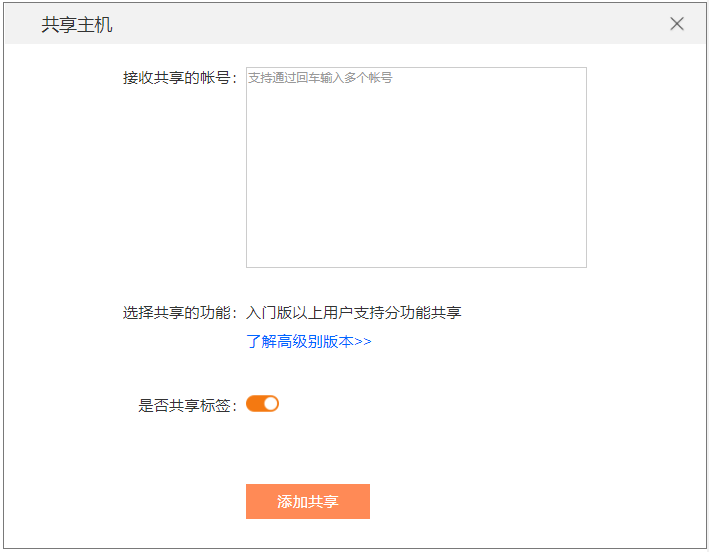 共享主机
接收共享的帐号：
支持通过回车输入多个帐号
选择共享的功能：入门版以上用户支持分功能共享
了解高级别版本>>
是否共享标签：
添加共享